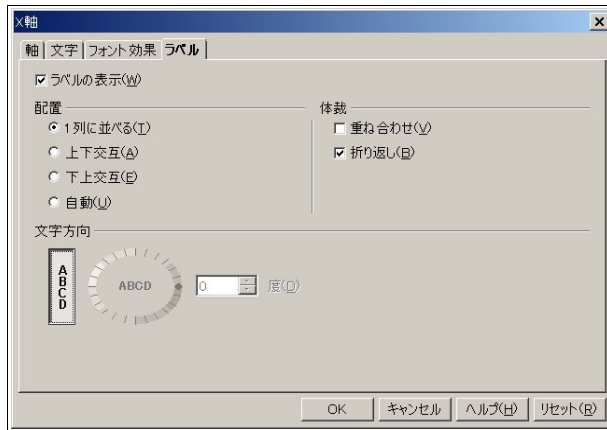 X軸
軸 文字 フォント効果 ラベル
ラベルの表示(W)
配置
1列に並べる(T)
上下交互(A)
下上交互(E)
自動(U)
体裁
重ね合わせ(V)
折り返し(B)
文字方向
ABCD
ABCD
0 度(D)
OK キャンセル ヘルプ(H) リセット(R)